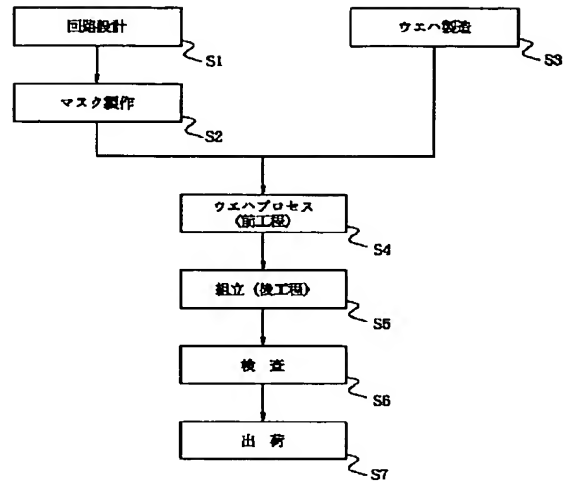 回路設計
S1
ウエハ製造
S3
マスク製作
S2
ウエハプロセス
(前工程)
S4
組立 (後工程)
S5
検 査
S6
出 荷
S7